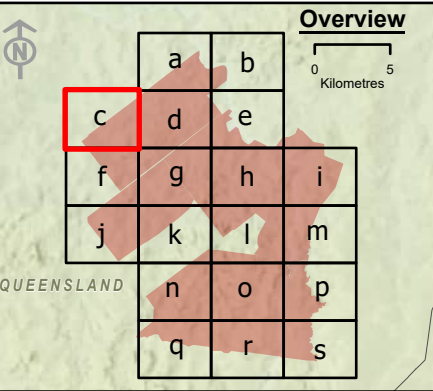 Overview
N
0 5
Kilometres
a b
c d e
f g h i
j k l m
QUEENSLAND
n o p
q r s